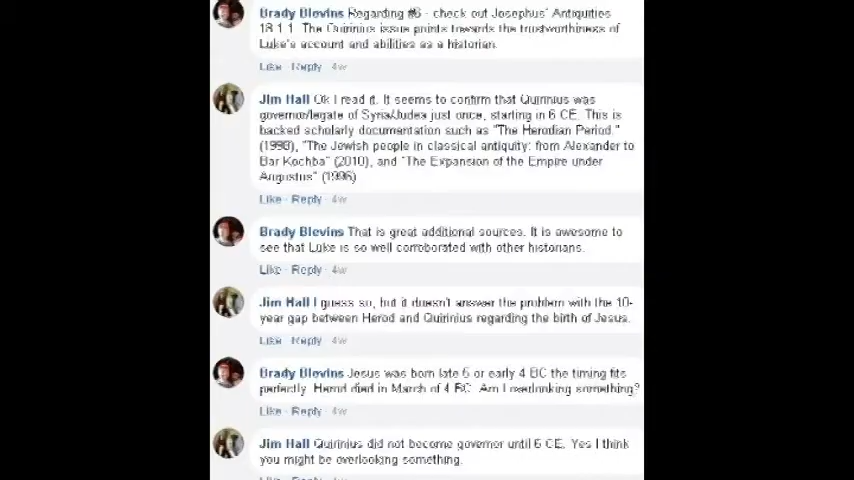 Brady Blevins Regarding #6 - check out Josephus' Antiquities
18.1.1. The Quirinius issue points towards the trustworthiness of
Luke's account and abilities as a historian.
Like · Reply · 4w
Jim Hall Ok I read it. It seems to confirm that Quirinius was
governor/legate of Syria/Judea just once, starting in 6 CE. This is
backed scholarly documentation such as "The Herodian Period."
(1996), "The Jewish people in classical antiquity: from Alexander to
Bar Kochba" (2010), and "The Expansion of the Empire under
Augustus" (1996)
Like · Reply · 4w
Brady Blevins That is great additional sources. It is awesome to
see that Luke is so well corroborated with other historians.
Like · Reply · 4w
Jim Hall I guess so, but it doesn't answer the problem with the 10-
year gap between Herod and Quirinius regarding the birth of Jesus.
Like · Reply · 4w
Brady Blevins Jesus was born late 5 or early 4 BC the timing fits
perfectly. Herod died in March of 4 BC. Am I overlooking something?
Like · Reply · 4w
Jim Hall Quirinius did not become governor until 6 CE. Yes I think
you might be overlooking something.